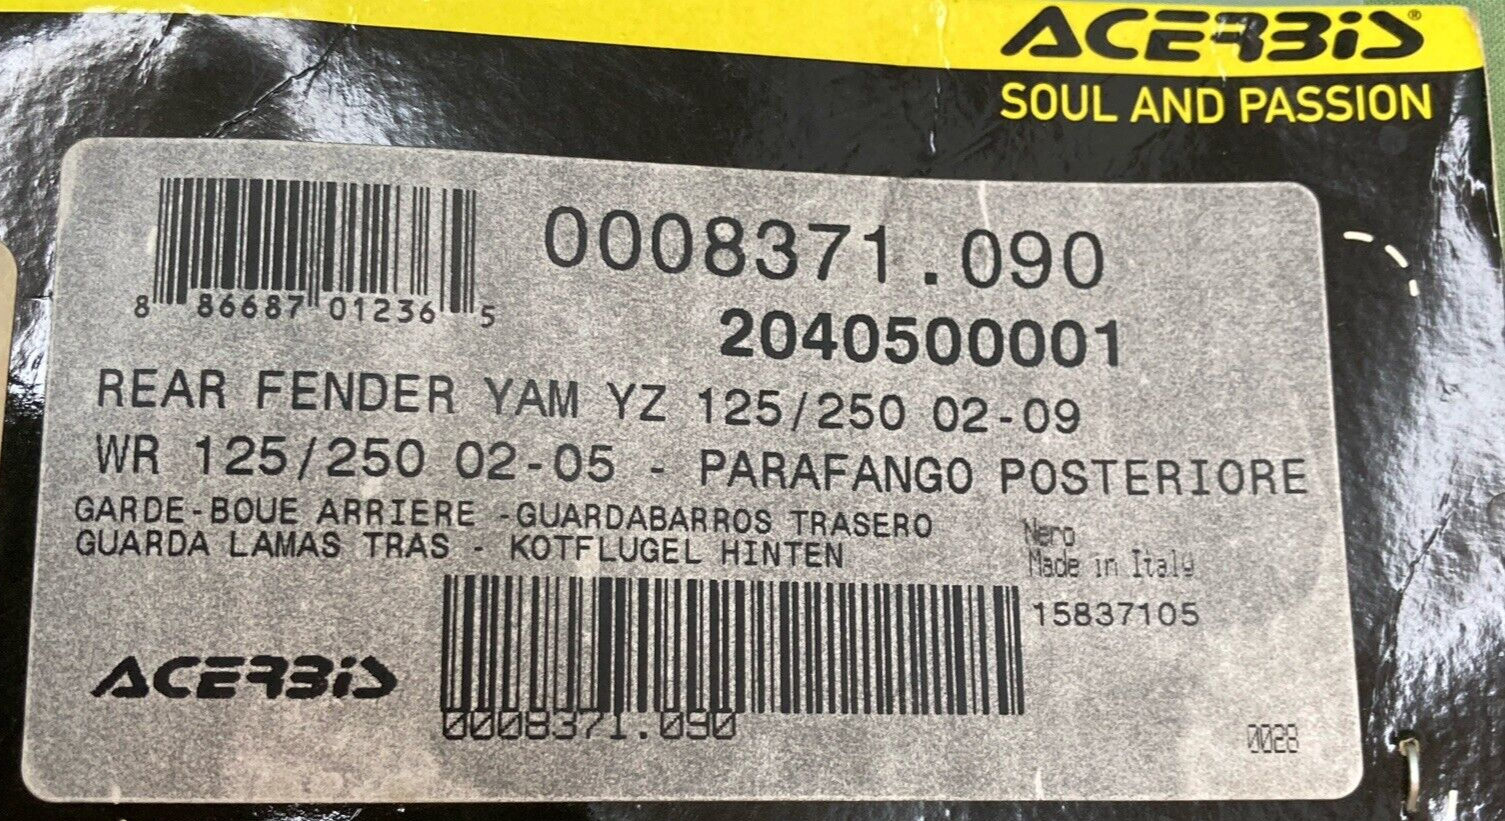 ACERBIS®
SOUL AND PASSION
0008371.090
8 86687 01236 5
2040500001
REAR FENDER YAM YZ 125/250 02-09
WR 125/250 02-05 - PARAFANGO POSTERIORE
GARDE-BOUE ARRIERE -GUARDABARROS TRASERO
GUARDA LAMAS TRAS - KOTFLUGEL HINTEN
Nero
Made in Italy
15837105
ACERBIS
0008371.090
0028